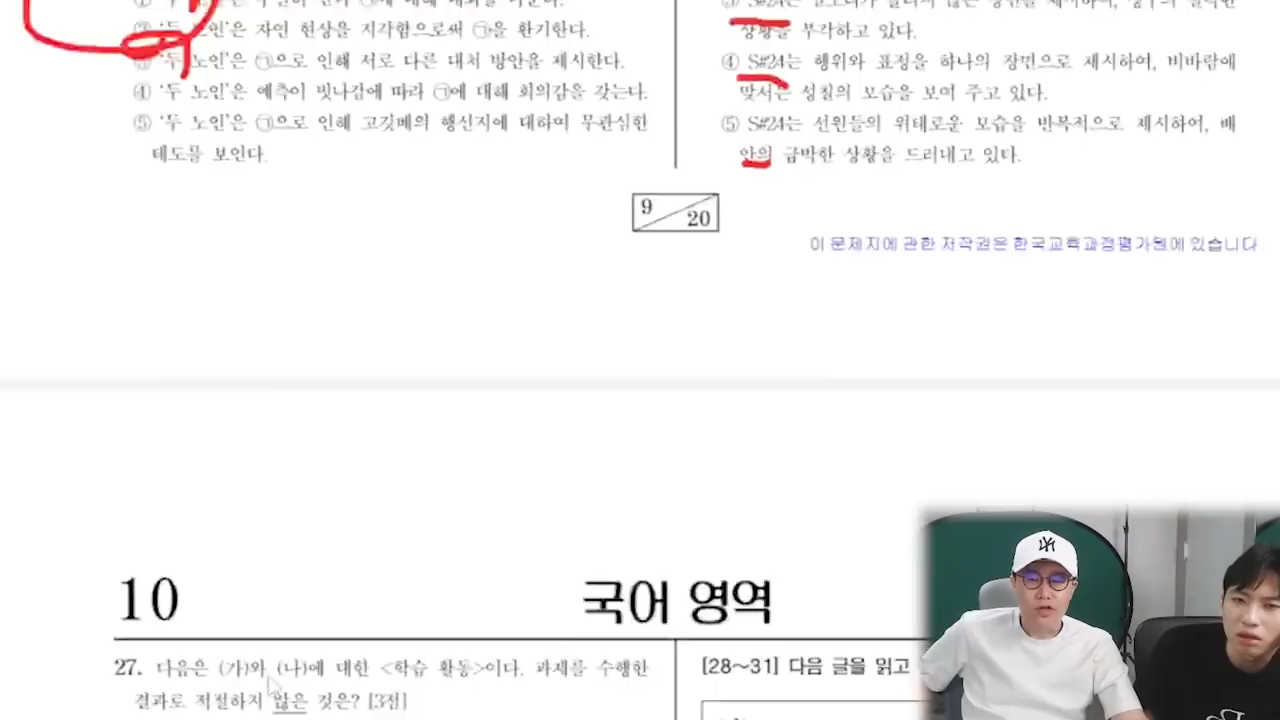 노인'은 자연 현상을 지각함으로써 ㉠을 환기한다.
노인'은 ㉠으로 인해 서로 다른 대처 방안을 제시한다.
④ '두 노인'은 예측이 빗나감에 따라 ㉠에 대해 회의감을 갖는다.
⑤ '두 노인'은 ㉠으로 인해 고깃배의 행선지에 대하여 무관심한
태도를 보인다.
상황을 부각하고 있다.
④ S#24는 행위와 표정을 하나의 장면으로 제시하여, 비바람에
맞서는 성칠의 모습을 보여 주고 있다.
⑤ S#24는 선원들의 위태로운 모습을 반복적으로 제시하여, 배
안의 급박한 상황을 드러내고 있다.
9
20
이 문제지에 관한 저작권은 한국교육과정평가원에 있습니다
10
국어 영역
27. 다음은 (가)와 (나)에 대한 <학습 활동>이다. 과제를 수행한
결과로 적절하지 않은 것은? [3점]
[28～31] 다음 글을 읽고
NY